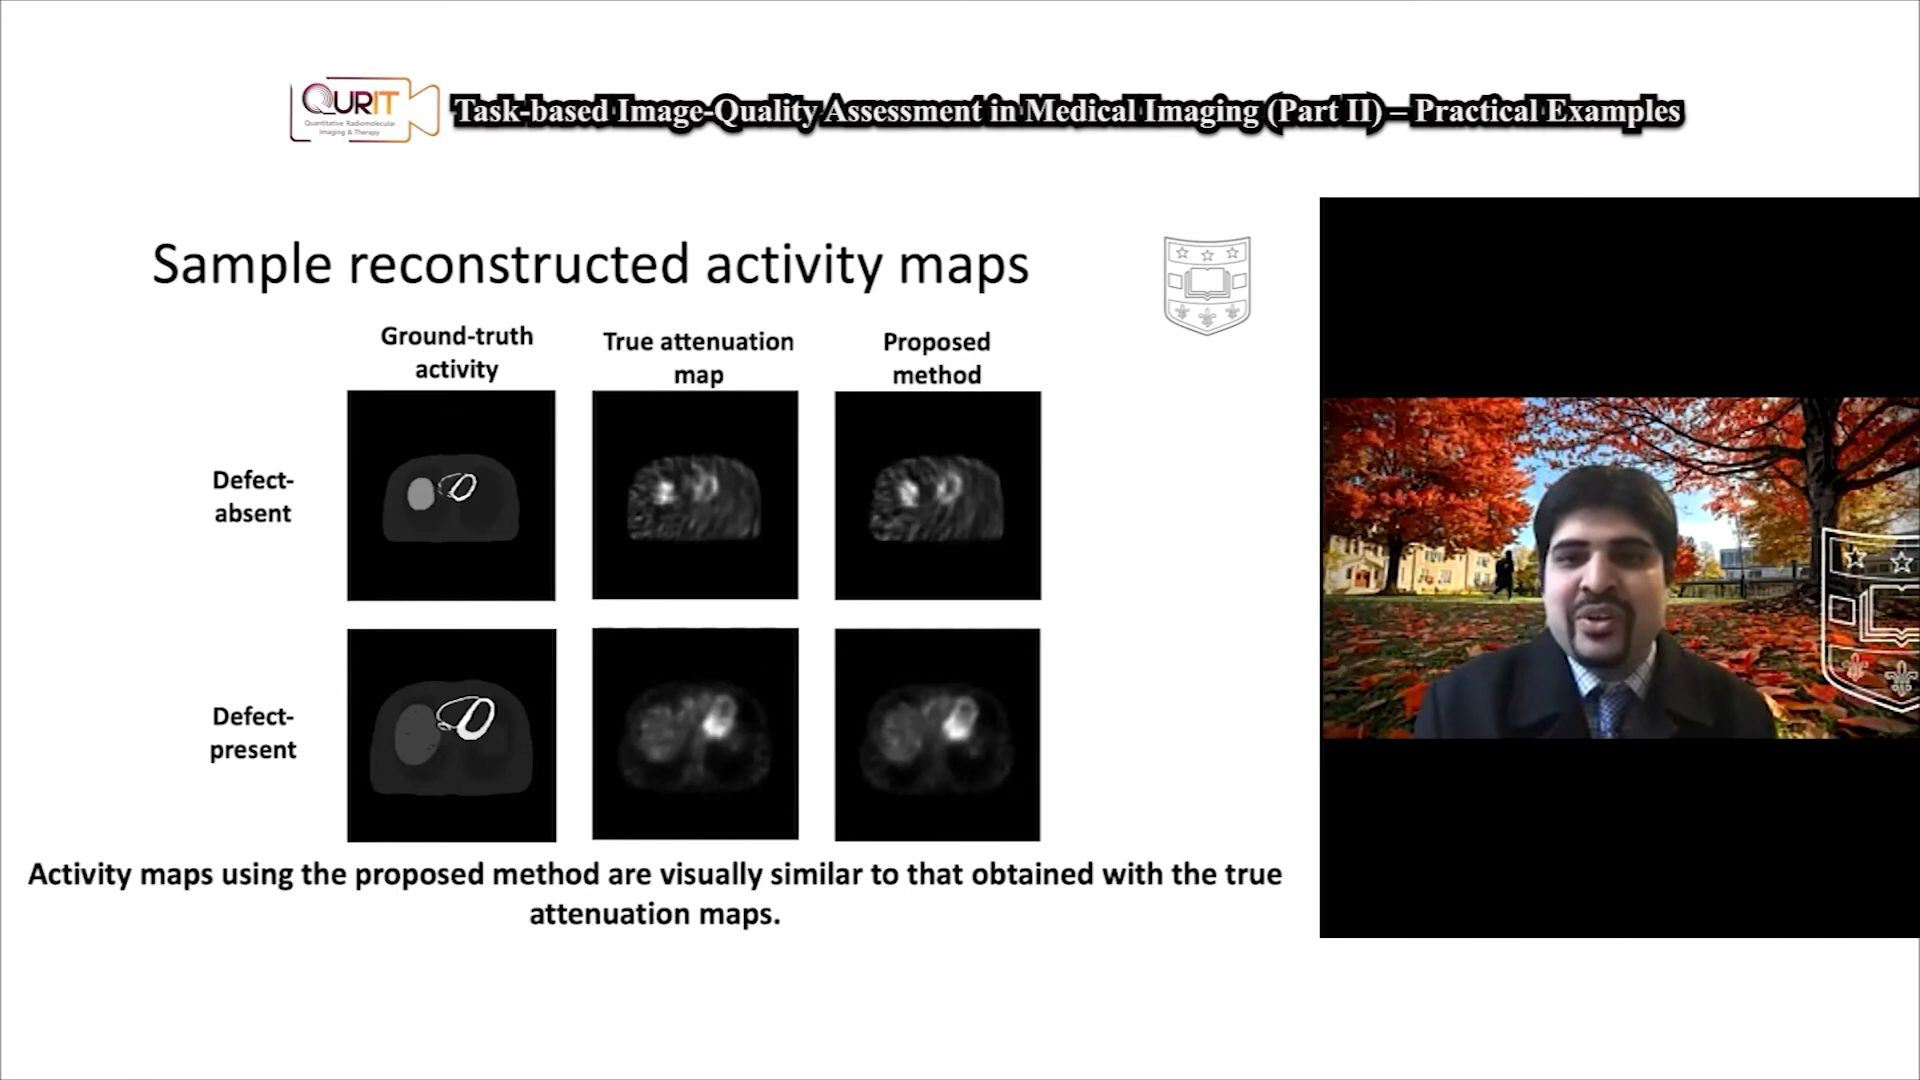 QURIT
Quantitative Radiomolecular
Imaging & Therapy
Task-based Image-Quality Assessment in Medical Imaging (Part II) – Practical Examples
Sample reconstructed activity maps
Ground-truth
activity
True attenuation
map
Proposed
method
Defect-
absent
Defect-
present
Activity maps using the proposed method are visually similar to that obtained with the true
attenuation maps.